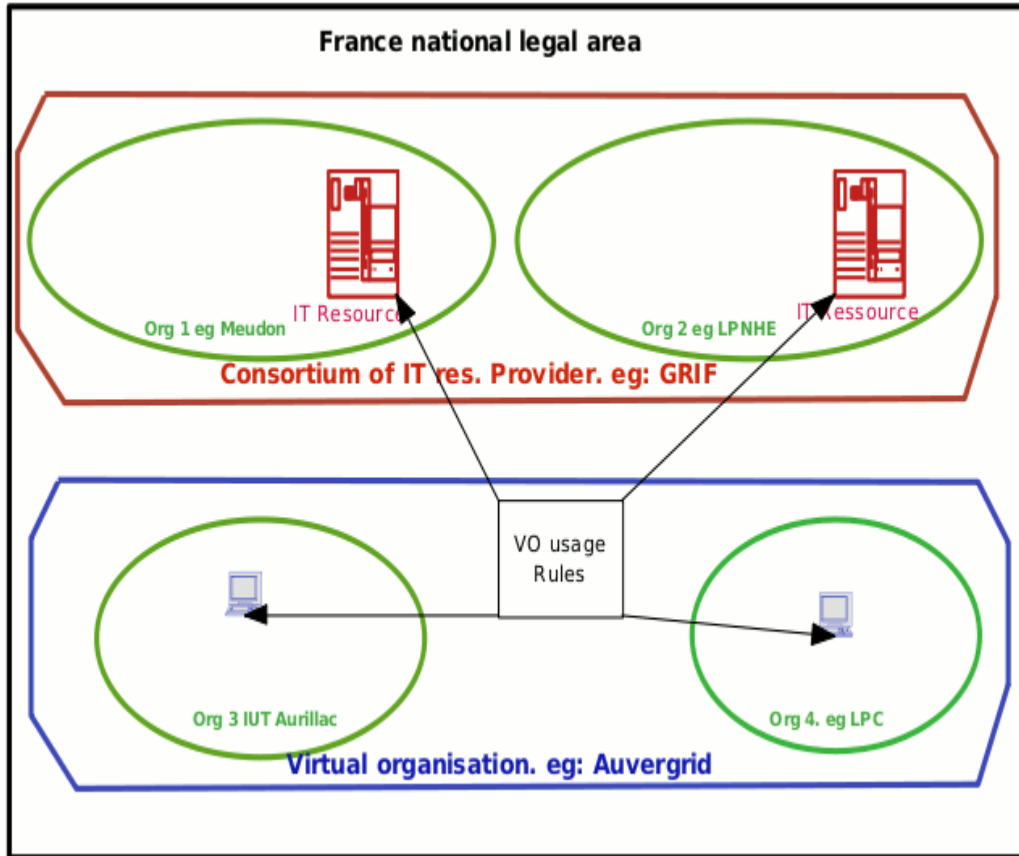 France national legal area
IT Resource
IT Ressource
Org 1 eg Meudon
Org 2 eg LPNHE
Consortium of IT res. Provider. eg: GRIF
VO usage
Rules
Org 3 IUT Aurillac
Org 4. eg LPC
Virtual organisation. eg: Auvergrid